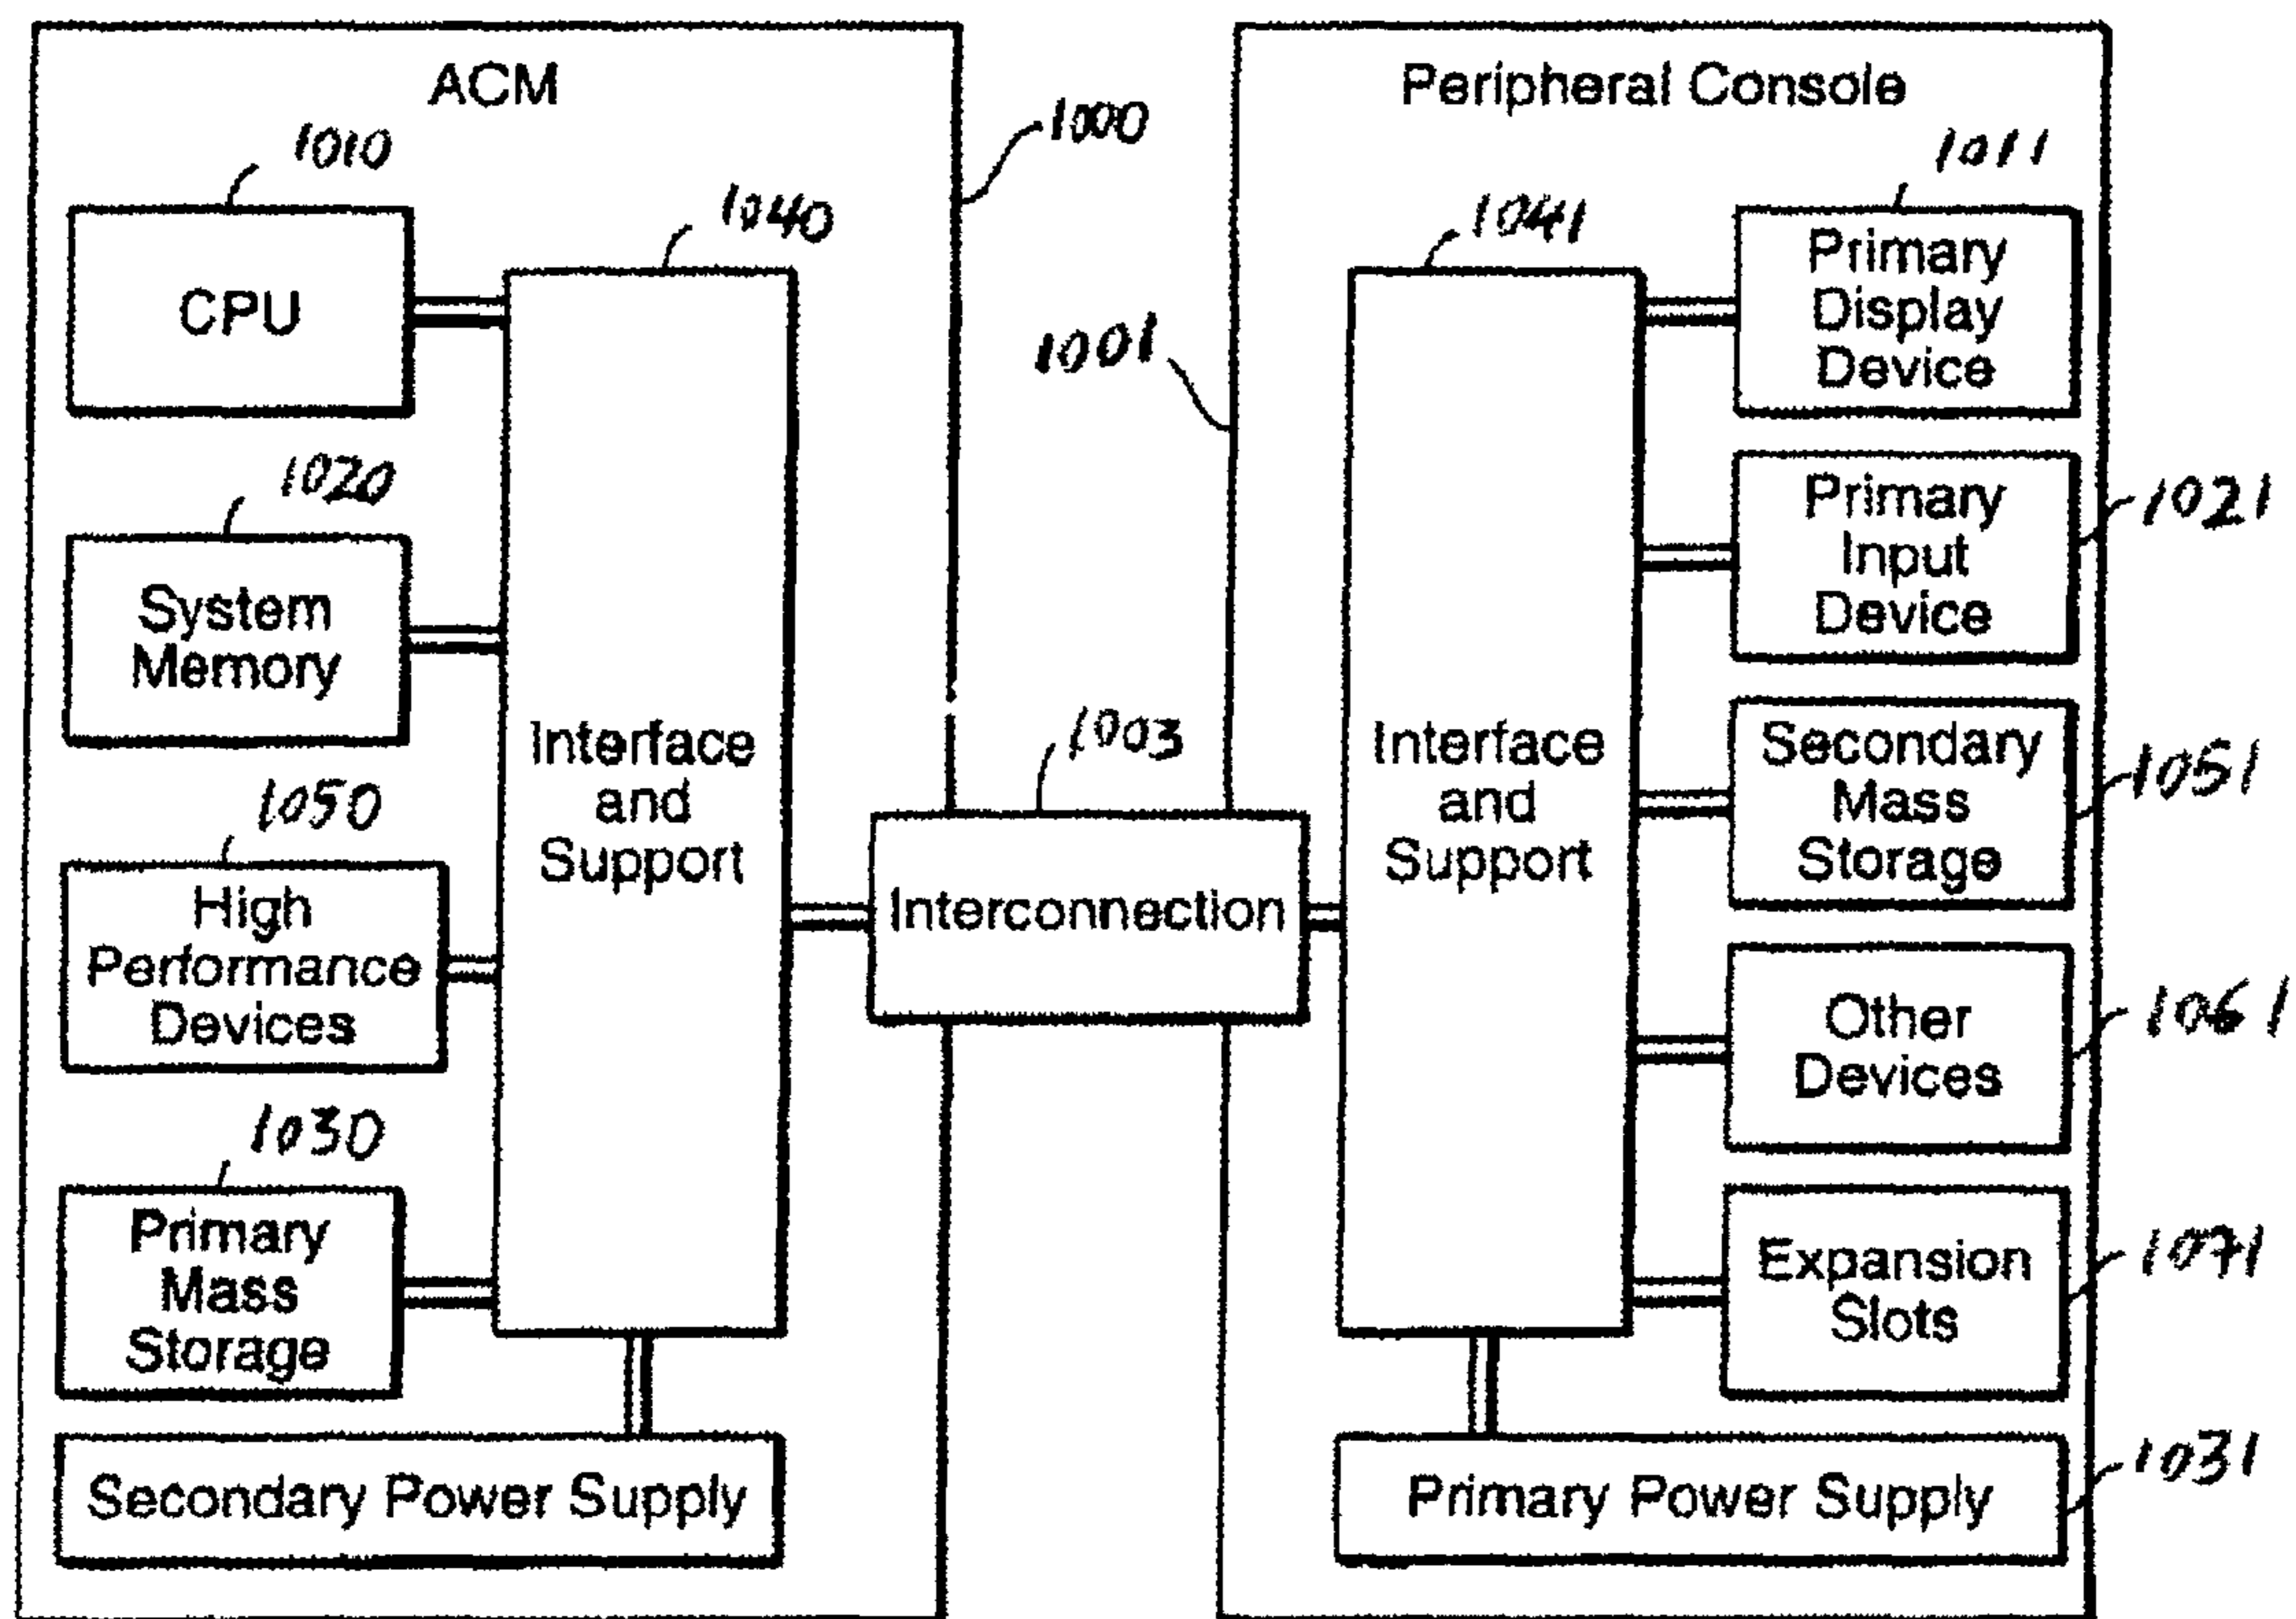 ACM
1000
1010
CPU
1040
1020
System
Memory
1050
High
Performance
Devices
1030
Primary
Mass
Storage
Interface
and
Support
Secondary Power Supply
1003
Interconnection
Peripheral Console
1001
1041
Interface
and
Support
1011
Primary
Display
Device
Primary
Input
Device
1021
Secondary
Mass
Storage
1051
Other
Devices
1061
Expansion
Slots
1071
Primary Power Supply
1031